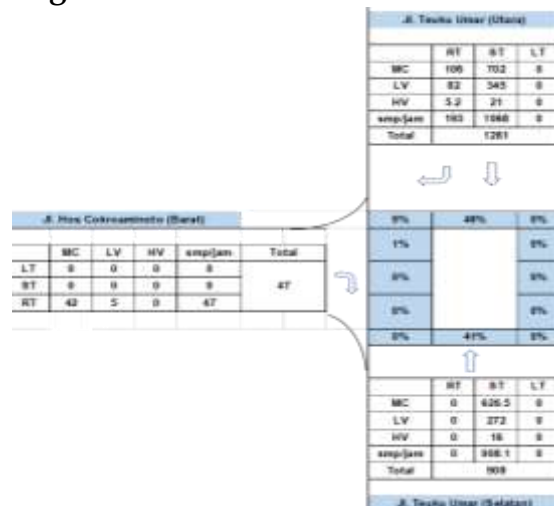 Jl. Teuku Umar (Utara)
RT ST LT
MC 106 702 0
LV 82 345 0
HV 5.2 21 0
smp/jam 193 1068 0
Total 1261
Jl. Hos Cokroaminoto (Barat)
MC LV HV smp/jam Total
LT 0 0 0 0
ST 0 0 0 0
RT 42 5 0 47
47
9% 48% 0%
1% 0%
0% 0%
0% 0%
0% 41% 0%
RT ST LT
MC 0 626.5 0
LV 0 272 0
HV 0 0
smp/jam 0 908.1 0
Total 909
Jl. Teuku Umar (Selatan)